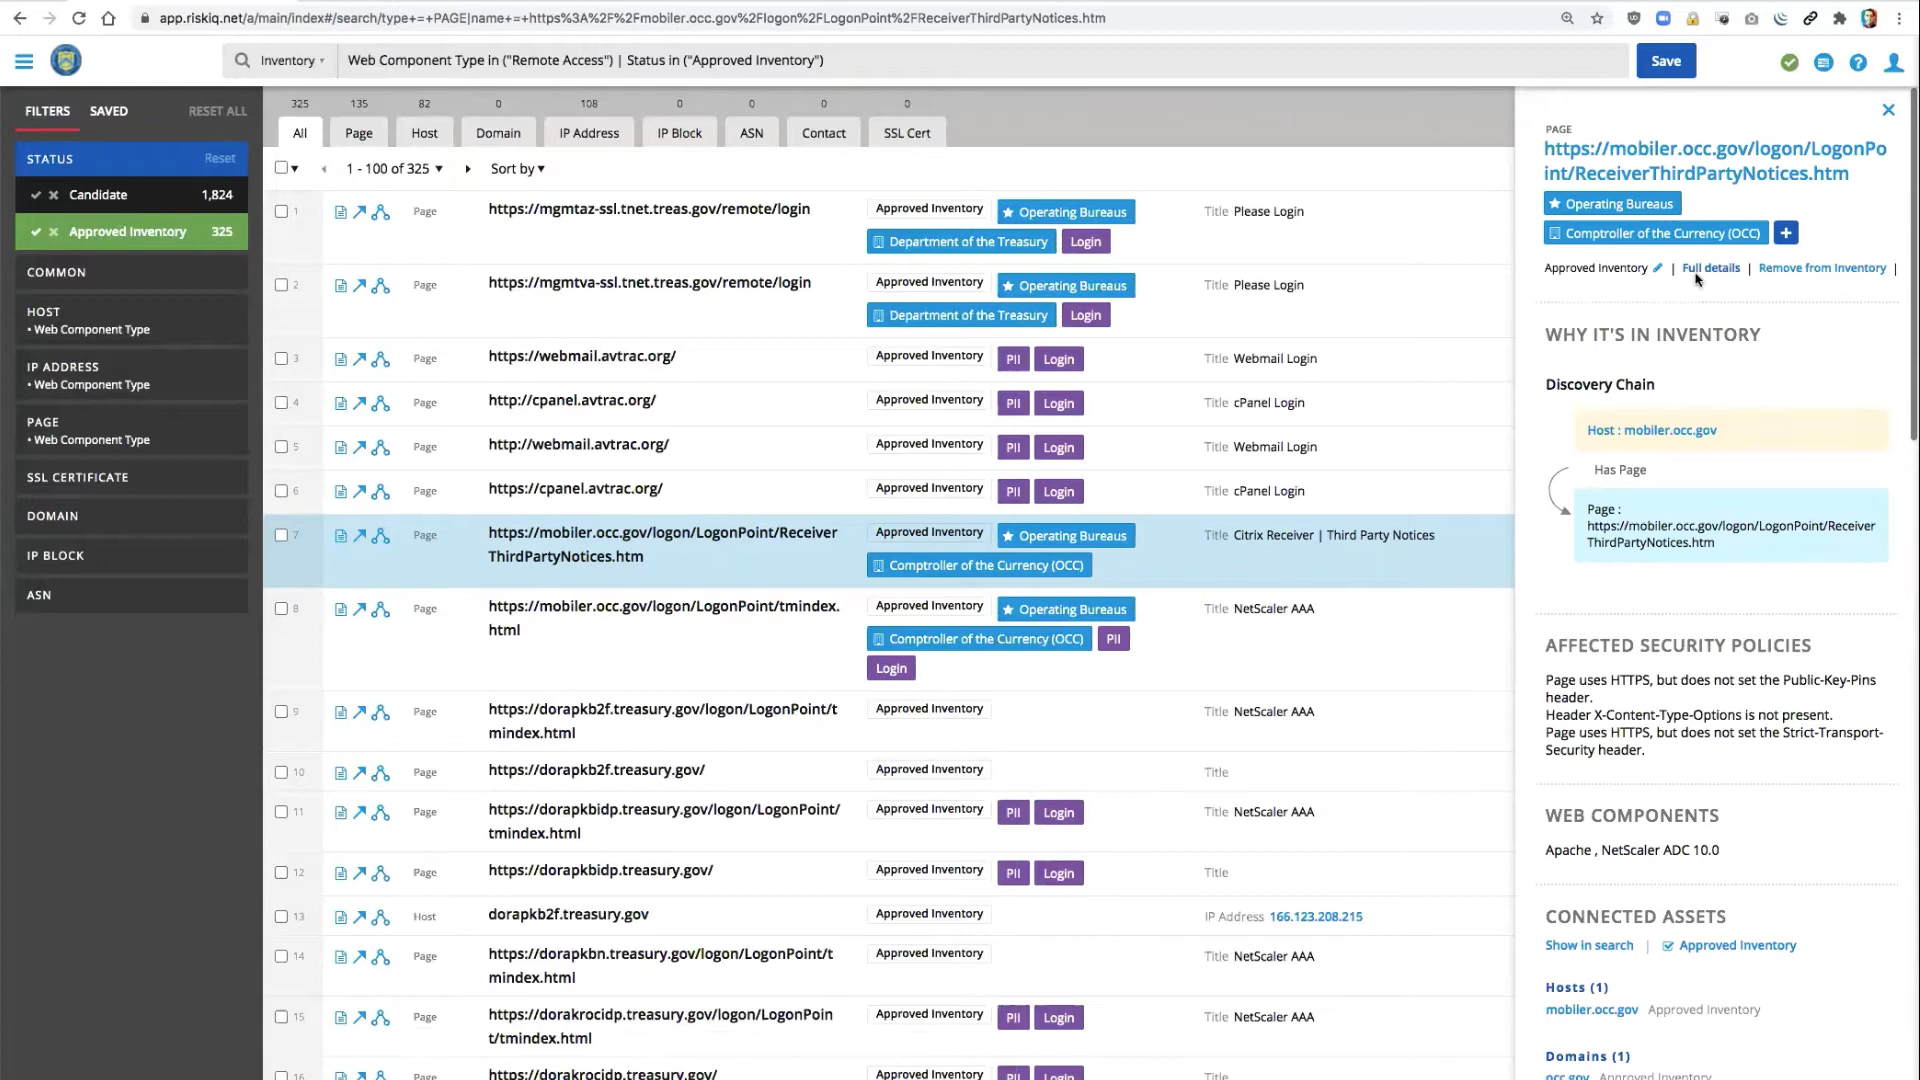 app.riskiq.net/a/main/index#/search/type+=+PAGE|name+=+https%3A%2F%2Fmobiler.occ.gov%2Flogon%2FLogonPoint%2FReceiverThirdPartyNotices.htm
Inventory
Web Component Type in ("Remote Access") | Status in ("Approved Inventory")
Save
FILTERS SAVED RESET ALL
STATUS Reset
Candidate 1,824
Approved Inventory 325
COMMON
HOST
• Web Component Type
IP ADDRESS
• Web Component Type
PAGE
• Web Component Type
SSL CERTIFICATE
DOMAIN
IP BLOCK
ASN
325 135 82 0 108 0 0 0 0
All Page Host Domain IP Address IP Block ASN Contact SSL Cert
1 - 100 of 325 Sort by
1 Page https://mgmtaz-ssl.tnet.treas.gov/remote/login Approved Inventory Operating Bureaus Title Please Login
Department of the Treasury Login
2 Page https://mgmtva-ssl.tnet.treas.gov/remote/login Approved Inventory Operating Bureaus Title Please Login
Department of the Treasury Login
3 Page https://webmail.avtrac.org/ Approved Inventory PII Login Title Webmail Login
4 Page http://cpanel.avtrac.org/ Approved Inventory PII Login Title cPanel Login
5 Page http://webmail.avtrac.org/ Approved Inventory PII Login Title Webmail Login
6 Page https://cpanel.avtrac.org/ Approved Inventory PII Login Title cPanel Login
7 Page https://mobiler.occ.gov/logon/LogonPoint/Receiver Approved Inventory Operating Bureaus Title Citrix Receiver | Third Party Notices
ThirdPartyNotices.htm Comptroller of the Currency (OCC)
8 Page https://mobiler.occ.gov/logon/LogonPoint/tmindex. Approved Inventory Operating Bureaus Title NetScaler AAA
html Comptroller of the Currency (OCC) PII
Login
9 Page https://dorapkb2f.treasury.gov/logon/LogonPoint/t Approved Inventory Title NetScaler AAA
mindex.html
10 Page https://dorapkb2f.treasury.gov/ Approved Inventory Title
11 Page https://dorapkbidp.treasury.gov/logon/LogonPoint/ Approved Inventory PII Login Title NetScaler AAA
tmindex.html
12 Page https://dorapkbidp.treasury.gov/ Approved Inventory PII Login Title
13 Host dorapkb2f.treasury.gov Approved Inventory IP Address 166.123.208.215
14 Page https://dorapkbn.treasury.gov/logon/LogonPoint/t Approved Inventory Title NetScaler AAA
mindex.html
15 Page https://dorakrocidp.treasury.gov/logon/LogonPoin Approved Inventory PII Login Title NetScaler AAA
t/tmindex.html
16 Page https://dorakrocidp.treasury.gov/ Approved Inventory PII Login Title
PAGE
https://mobiler.occ.gov/logon/LogonPo
int/ReceiverThirdPartyNotices.htm
Operating Bureaus
Comptroller of the Currency (OCC) +
Approved Inventory | Full details | Remove from Inventory |
WHY IT'S IN INVENTORY
Discovery Chain
Host : mobiler.occ.gov
Has Page
Page :
https://mobiler.occ.gov/logon/LogonPoint/Receiver
ThirdPartyNotices.htm
AFFECTED SECURITY POLICIES
Page uses HTTPS, but does not set the Public-Key-Pins
header.
Header X-Content-Type-Options is not present.
Page uses HTTPS, but does not set the Strict-Transport-
Security header.
WEB COMPONENTS
Apache , NetScaler ADC 10.0
CONNECTED ASSETS
Show in search | Approved Inventory
Hosts (1)
mobiler.occ.gov Approved Inventory
Domains (1)
occ.gov Approved Inventory